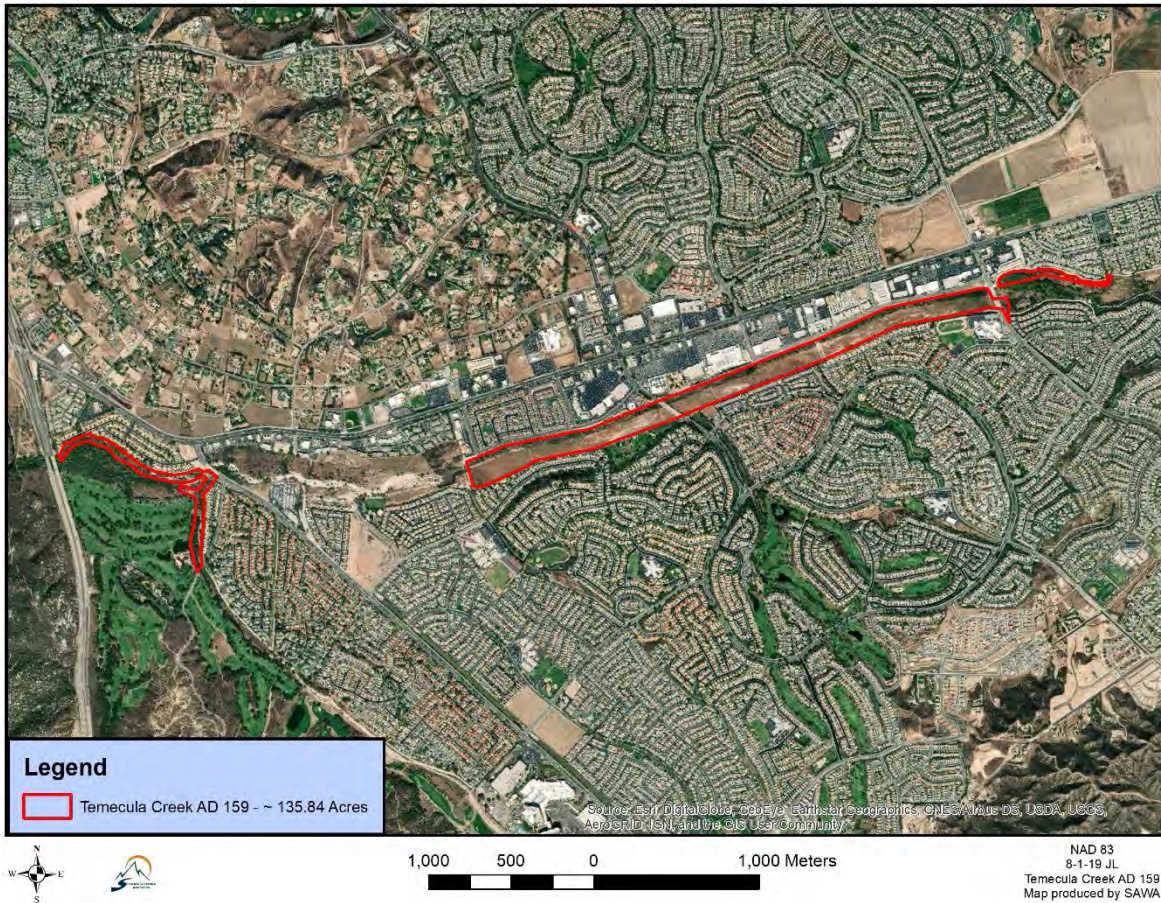 Legend
Temecula Creek AD 159 - ~ 135.84 Acres
Source: Esri, DigitalGlobe, GeoEye, Earthstar Geographics, CNES/Airbus DS, USDA, USGS,
AeroGRID, IGN, and the GIS User Community
N
W
E
S
1,000 500 0 1,000 Meters
NAD 83
8-1-19 JL
Temecula Creek AD 159
Map produced by SAWA